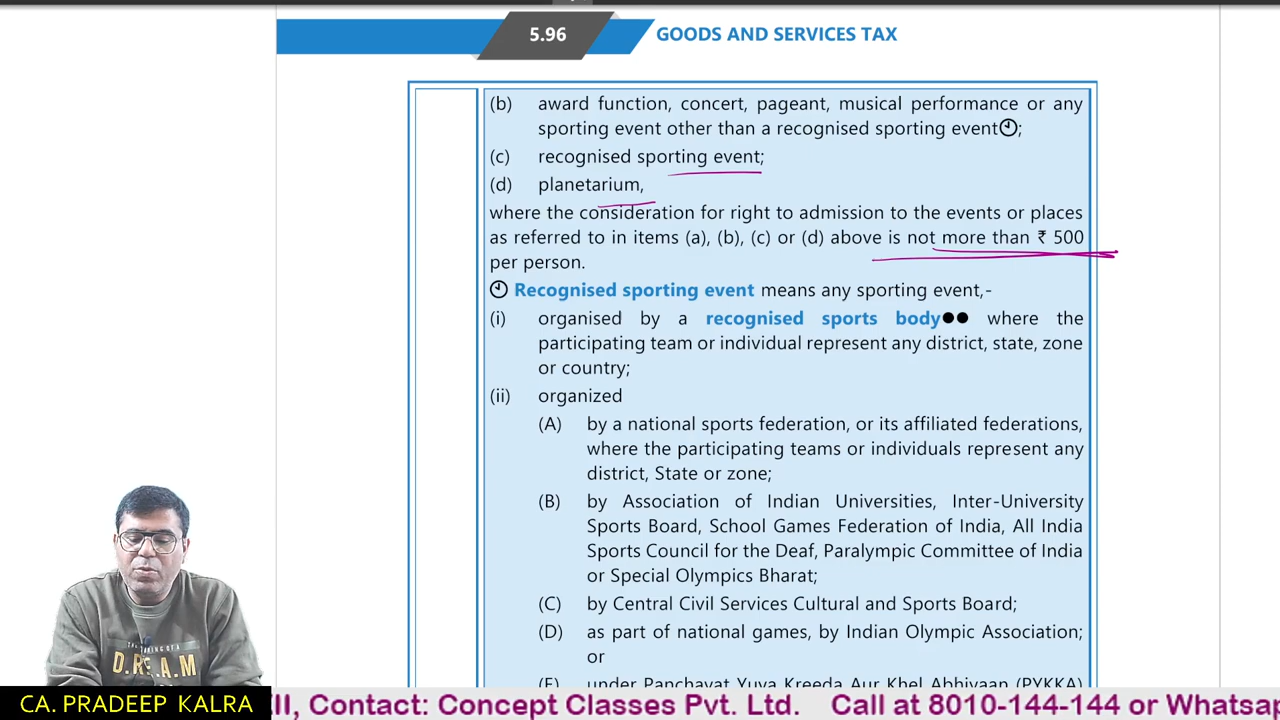 5.96
GOODS AND SERVICES TAX
(b) award function, concert, pageant, musical performance or any
sporting event other than a recognised sporting event;
(c) recognised sporting event;
(d) planetarium,
where the consideration for right to admission to the events or places
as referred to in items (a), (b), (c) or (d) above is not more than ₹ 500
per person.
Recognised sporting event means any sporting event,-
(i) organised by a recognised sports body●● where the
participating team or individual represent any district, state, zone
or country;
(ii) organized
(A) by a national sports federation, or its affiliated federations,
where the participating teams or individuals represent any
district, State or zone;
(B) by Association of Indian Universities, Inter-University
Sports Board, School Games Federation of India, All India
Sports Council for the Deaf, Paralympic Committee of India
or Special Olympics Bharat;
(C) by Central Civil Services Cultural and Sports Board;
(D) as part of national games, by Indian Olympic Association;
or
(E) under Panchayat Yuva Kreeda Aur Khel Abhiyaan (PYKKA)
D.R.E.A.M
CA. PRADEEP KALRA
II, Contact: Concept Classes Pvt. Ltd. Call at 8010-144-144 or Whatsap